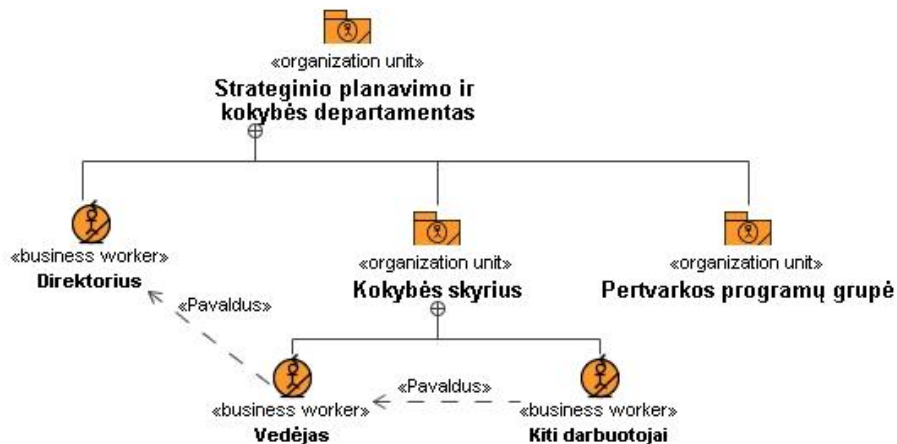 «organization unit»
Strateginio planavimo ir
kokybės departamentas
«business worker»
Direktorius
«organization unit»
Kokybės skyrius
«organization unit»
Pertvarkos programų grupė
«Pavaldus»
«Pavaldus»
«business worker»
Vedėjas
«business worker»
Kiti darbuotojai